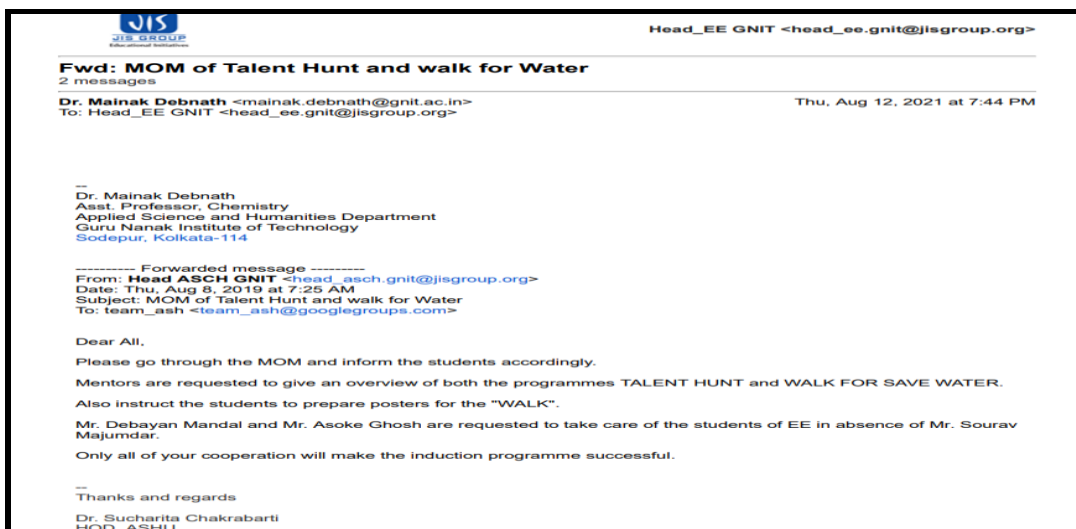 JIS
JIS GROUP
Educational Initiatives
Head_EE GNIT <head_ee.gnit@jisgroup.org>
Fwd: MOM of Talent Hunt and walk for Water
2 messages
Dr. Mainak Debnath <mainak.debnath@gnit.ac.in>
Thu, Aug 12, 2021 at 7:44 PM
To: Head_EE GNIT <head_ee.gnit@jisgroup.org>
--
Dr. Mainak Debnath
Asst. Professor, Chemistry
Applied Science and Humanities Department
Guru Nanak Institute of Technology
Sodepur, Kolkata-114
---------- Forwarded message ---------
From: Head ASCH GNIT <head_asch.gnit@jisgroup.org>
Date: Thu, Aug 8, 2019 at 7:25 AM
Subject: MOM of Talent Hunt and walk for Water
To: team_ash <team_ash@googlegroups.com>
Dear All,
Please go through the MOM and inform the students accordingly.
Mentors are requested to give an overview of both the programmes TALENT HUNT and WALK FOR SAVE WATER.
Also instruct the students to prepare posters for the "WALK".
Mr. Debayan Mandal and Mr. Asoke Ghosh are requested to take care of the students of EE in absence of Mr. Sourav
Majumdar.
Only all of your cooperation will make the induction programme successful.
--
Thanks and regards
Dr. Sucharita Chakrabarti
HOD, ASHU